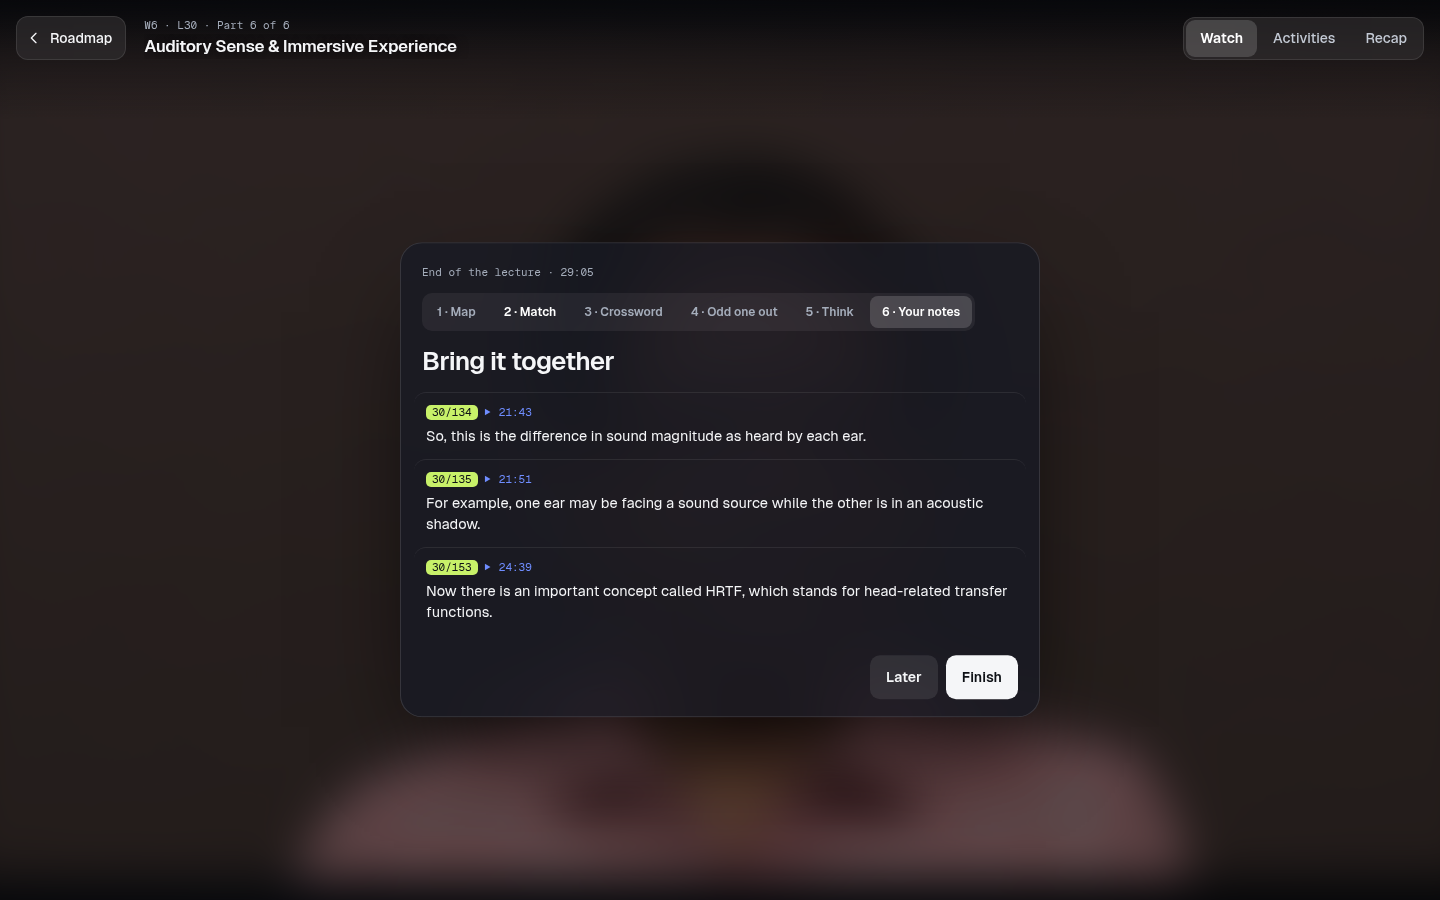 Roadmap
W6 · L30 · Part 6 of 6
Auditory Sense & Immersive Experience
Watch
Activities
Recap
End of the lecture · 29:05
1 · Map
2 · Match
3 · Crossword
4 · Odd one out
5 · Think
6 · Your notes
Bring it together
30/134 ▶ 21:43
So, this is the difference in sound magnitude as heard by each ear.
30/135 ▶ 21:51
For example, one ear may be facing a sound source while the other is in an acoustic
shadow.
30/153 ▶ 24:39
Now there is an important concept called HRTF, which stands for head-related transfer
functions.
Later
Finish